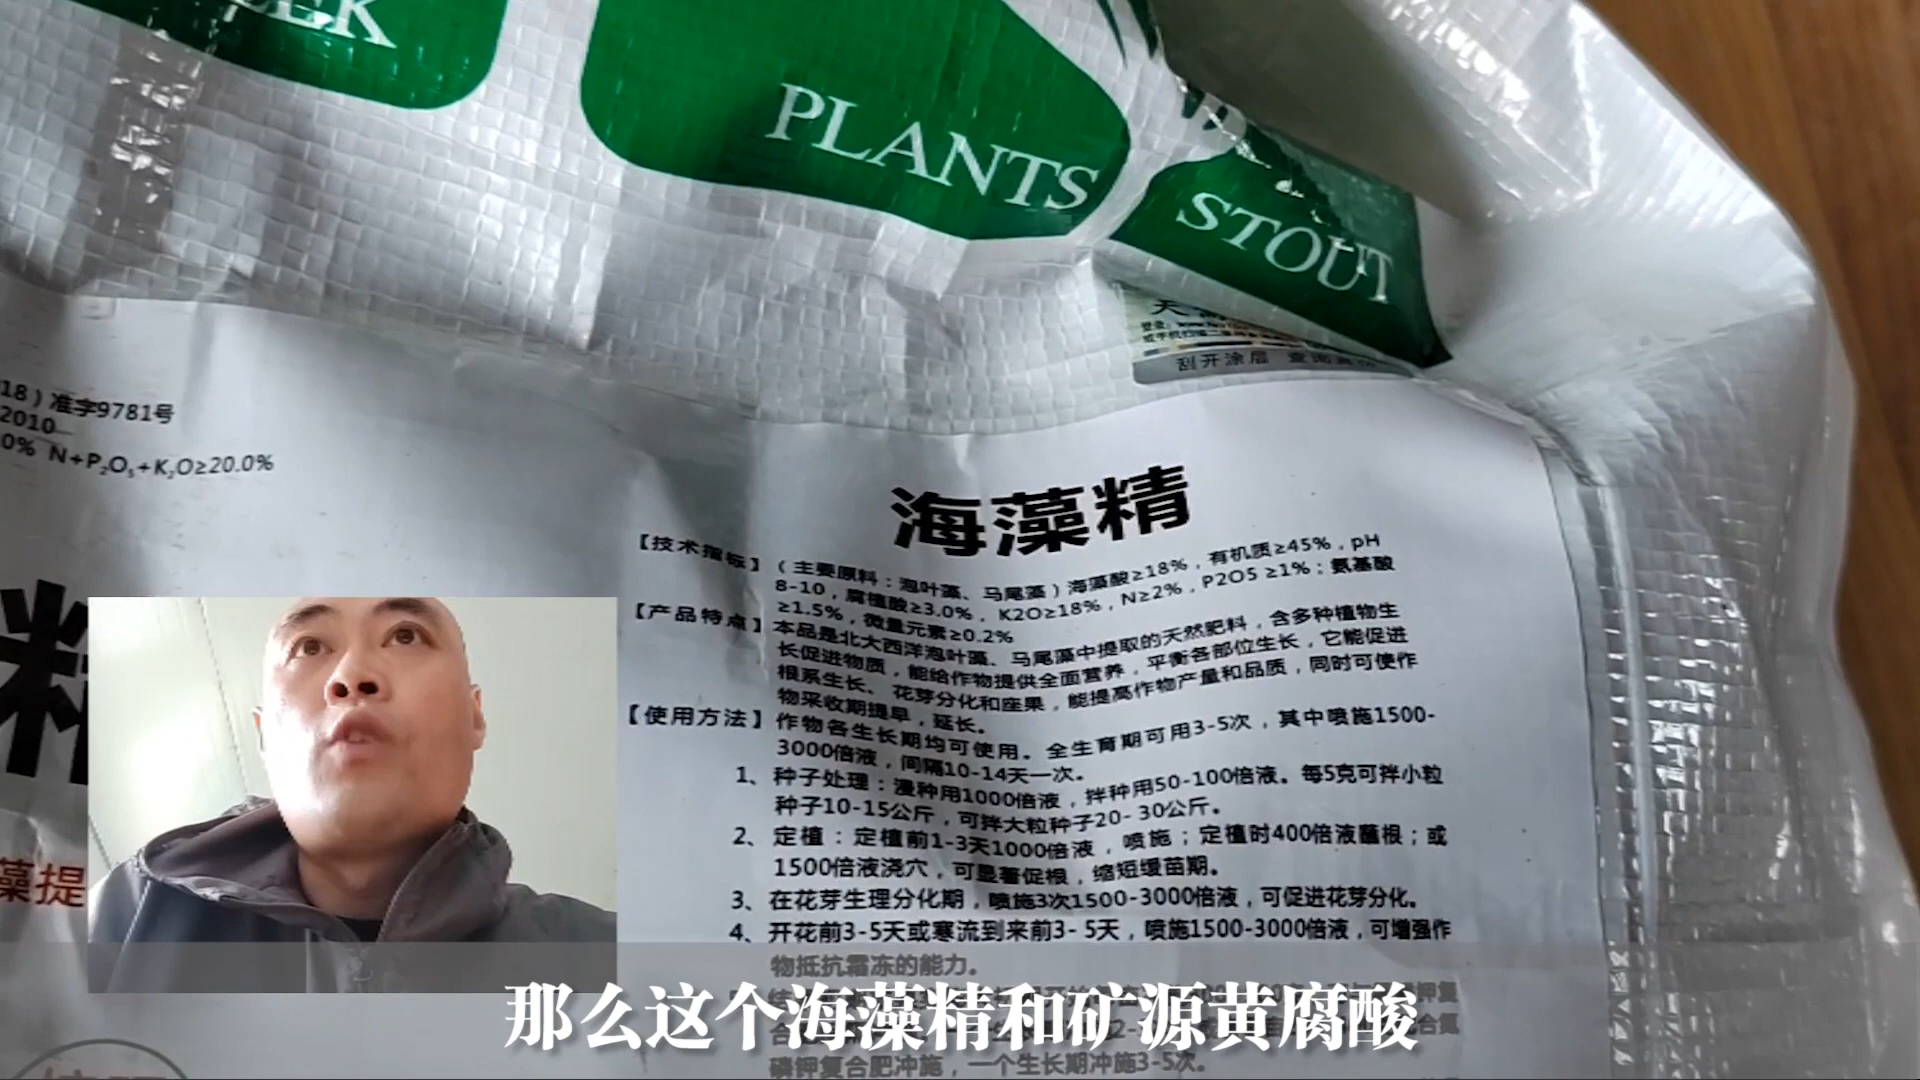 PLANTS
STOUT
刮开涂层
18）准字9781号
2010
0% N+P₂O₅+K₂O≥20.0%
海藻精
【技术指标】（主要原料：泡叶藻、马尾藻）海藻酸≥18%，有机质≥45%，pH
8-10，腐植酸≥3.0%，K2O≥18%，N≥2%，P2O5 ≥1%；氨基酸
≥1.5%，微量元素≥0.2%
【产品特点】本品是北大西洋泡叶藻、马尾藻中提取的天然肥料，含多种植物生
长促进物质，能给作物提供全面营养，平衡各部位生长，它能促进
根系生长、花芽分化和座果，能提高作物产量和品质，同时可使作
物采收期提早，延长。
【使用方法】作物各生长期均可使用。全生育期可用3-5次，其中喷施1500-
3000倍液，间隔10-14天一次。
1、种子处理：漫种用1000倍液，拌种用50-100倍液。每5克可拌小粒
种子10-15公斤，可拌大粒种子20-30公斤。
2、定植：定植前1-3天1000倍液，喷施；定植时400倍液蘸根；或
1500倍液浇穴，可显著促根，缩短缓苗期。
3、在花芽生理分化期，喷施3次1500-3000倍液，可促进花芽分化。
4、开花前3-5天或寒流到来前3-5天，喷施1500-3000倍液，可增强作
物抵抗霜冻的能力。
藻提
那么这个海藻精和矿源黄腐酸
磷钾复合肥冲施，一个生长期冲施3-5次。